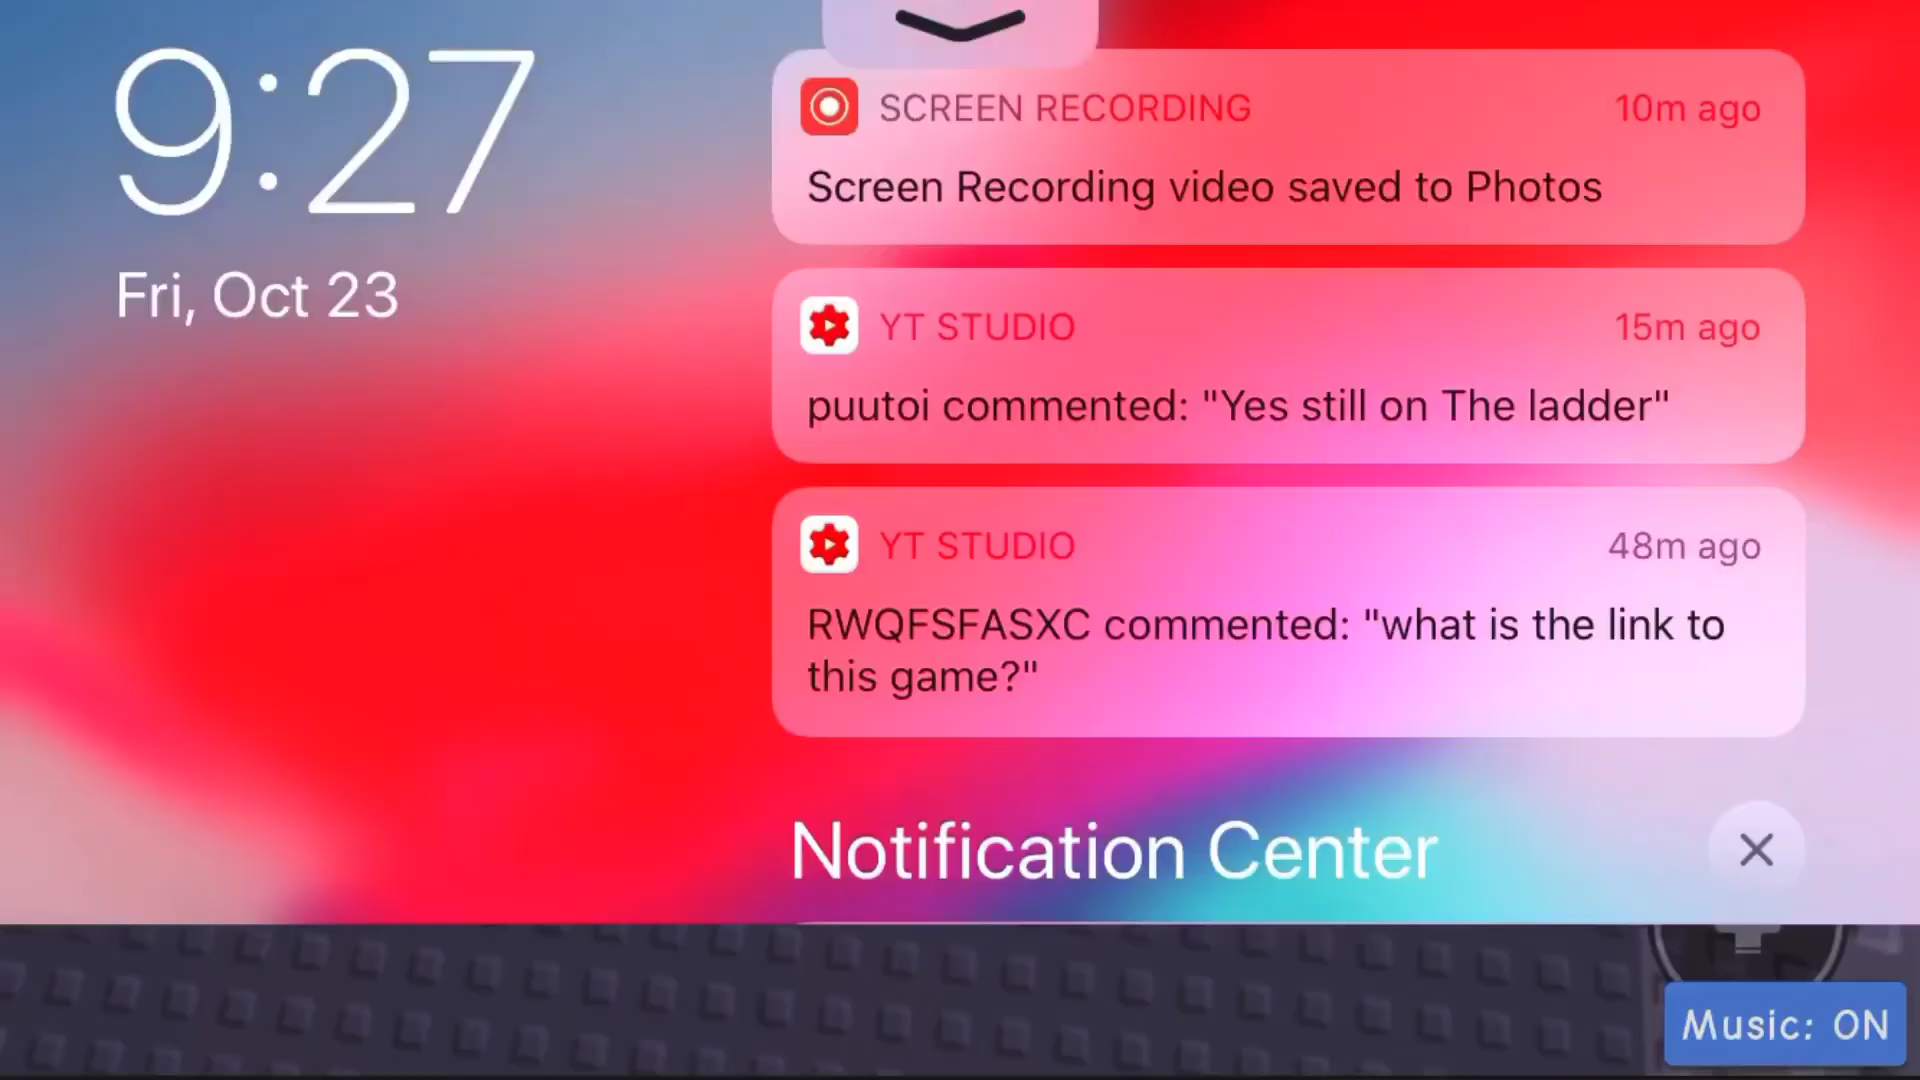 9:27
Fri, Oct 23
SCREEN RECORDING
10m ago
Screen Recording video saved to Photos
YT STUDIO
15m ago
puutoi commented: "Yes still on The ladder"
YT STUDIO
48m ago
RWQFSFASXC commented: "what is the link to
this game?"
Notification Center
Music: ON